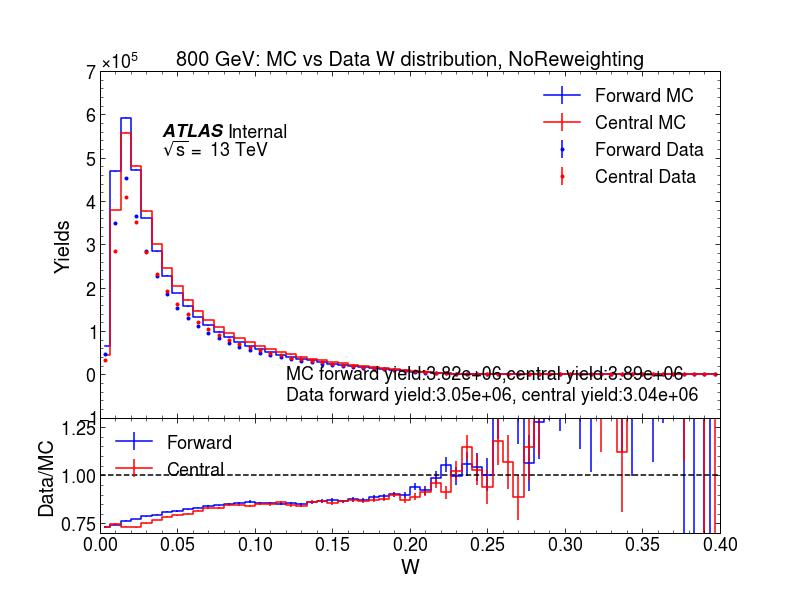 ×10⁵
800 GeV: MC vs Data W distribution, NoReweighting
7
6
5
4
3
2
1
0
−1
Yields
ATLAS Internal
√s = 13 TeV
Forward MC
Central MC
Forward Data
Central Data
MC forward yield:3.82e+06,central yield:3.89e+06
Data forward yield:3.05e+06, central yield:3.04e+06
1.25
1.00
0.75
Data/MC
Forward
Central
0.00 0.05 0.10 0.15 0.20 0.25 0.30 0.35 0.40
W